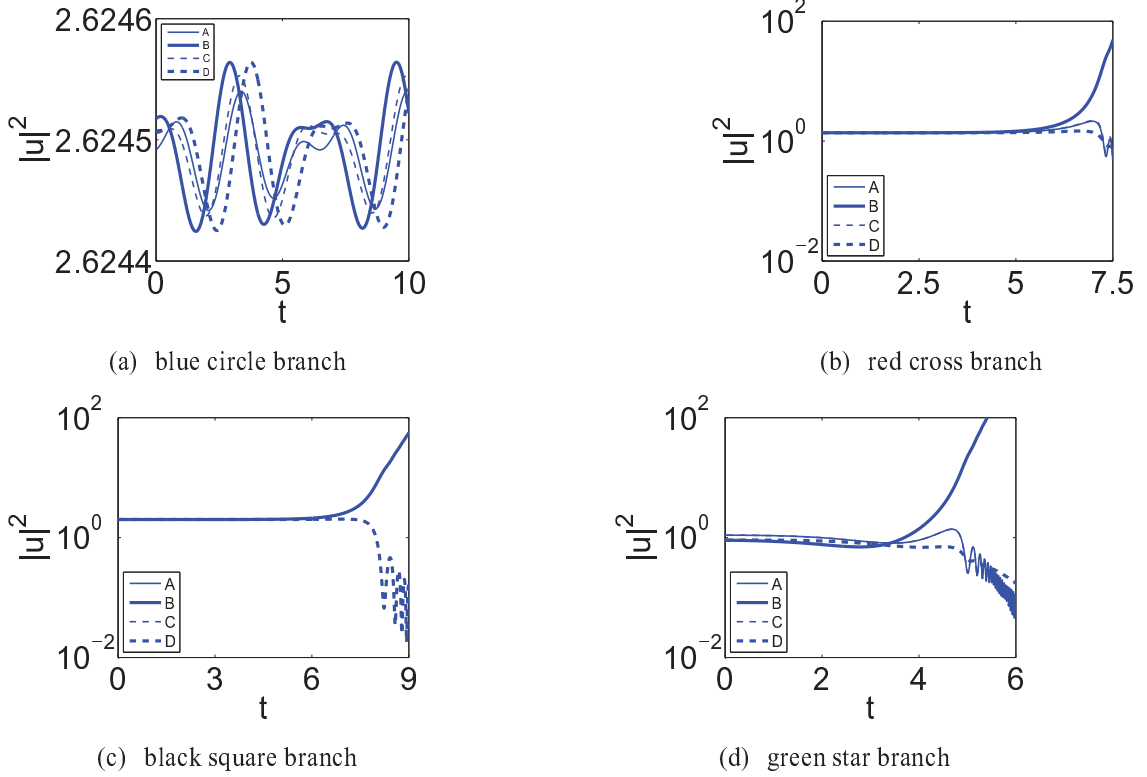 2.6246
2.6245
2.6244
|u|²
A
B
C
D
0 5 10
t
(a) blue circle branch
10²
10⁰
10⁻²
|u|²
A
B
C
D
0 2.5 5 7.5
t
(b) red cross branch
10²
10⁰
10⁻²
|u|²
A
B
C
D
0 3 6 9
t
(c) black square branch
10²
10⁰
10⁻²
|u|²
A
B
C
D
0 2 4 6
t
(d) green star branch